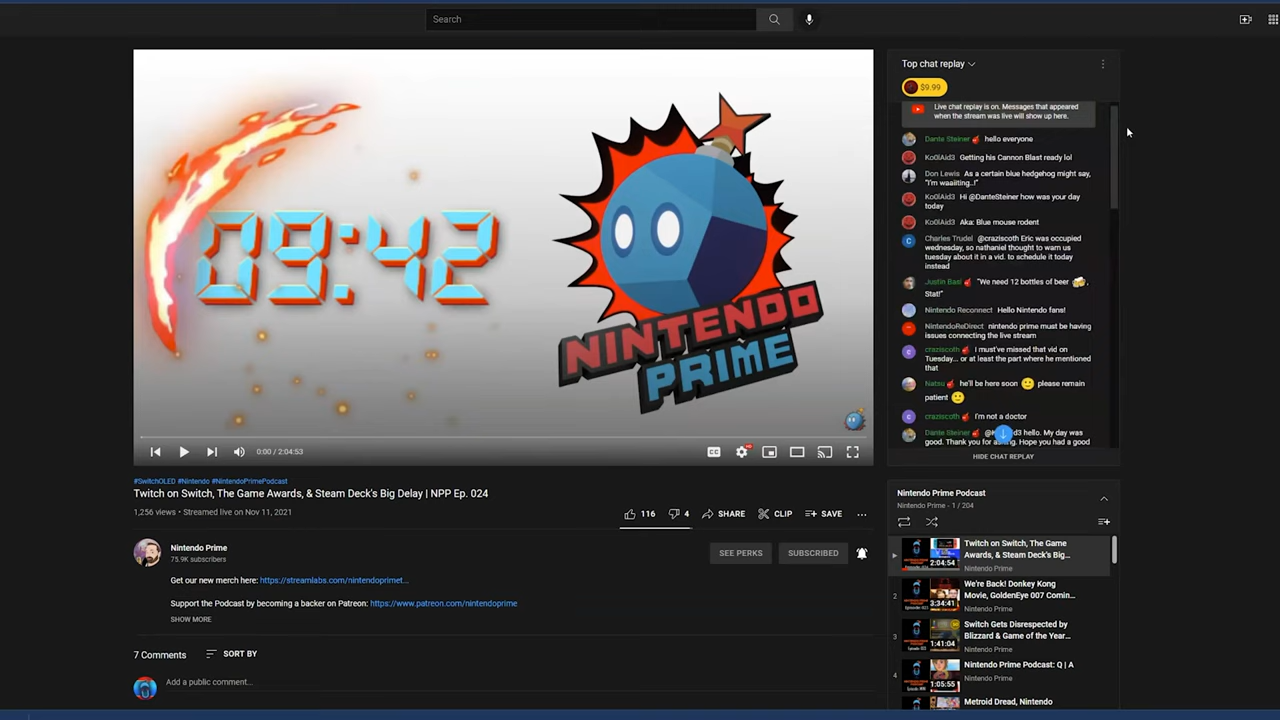 Search
09:42
NINTENDO
PRIME
0:00 / 2:04:53
CC
HD
#SwitchOLED #Nintendo #NintendoPrimePodcast
Twitch on Switch, The Game Awards, & Steam Deck's Big Delay | NPP Ep. 024
1,256 views • Streamed live on Nov 11, 2021
116
4
SHARE
CLIP
SAVE
Nintendo Prime
75.9K subscribers
SEE PERKS
SUBSCRIBED
Get our new merch here: https://streamlabs.com/nintendoprimet...
Support the Podcast by becoming a backer on Patreon: https://www.patreon.com/nintendoprime
SHOW MORE
7 Comments
SORT BY
Add a public comment...
Top chat replay
$9.99
Live chat replay is on. Messages that appeared
when the stream was live will show up here.
Dante Steiner hello everyone
Ko0lAid3 Getting his Cannon Blast ready lol
Don Lewis As a certain blue hedgehog might say,
"I'm waaiiting..!"
Ko0lAid3 Hi @DanteSteiner how was your day
today
Ko0lAid3 Aka: Blue mouse rodent
C
Charles Trudel @craziscoth Eric was occupied
wednesday, so nathaniel thought to warn us
tuesday about it in a vid. to schedule it today
instead
Justin Basi "We need 12 bottles of beer ,
Stat!"
Nintendo Reconnect Hello Nintendo fans!
NintendoReDirect nintendo prime must be having
issues connecting the live stream
c
craziscoth I must've missed that vid on
Tuesday... or at least the part where he mentioned
that
Natsu he'll be here soon please remain
patient
c
craziscoth I'm not a doctor
Dante Steiner hello. My day was
good. Thank you for Hope you had a good
HIDE CHAT REPLAY
Nintendo Prime Podcast
Nintendo Prime - 1 / 204
Twitch on Switch, The Game
Awards, & Steam Deck's Big...
Nintendo Prime
2:04:54
2
We're Back! Donkey Kong
Movie, GoldenEye 007 Comin...
Nintendo Prime
3:34:41
3
Switch Gets Disrespected by
Blizzard & Game of the Year...
Nintendo Prime
1:41:04
4
Nintendo Prime Podcast: Q | A
Nintendo Prime
1:05:55
Metroid Dread, Nintendo